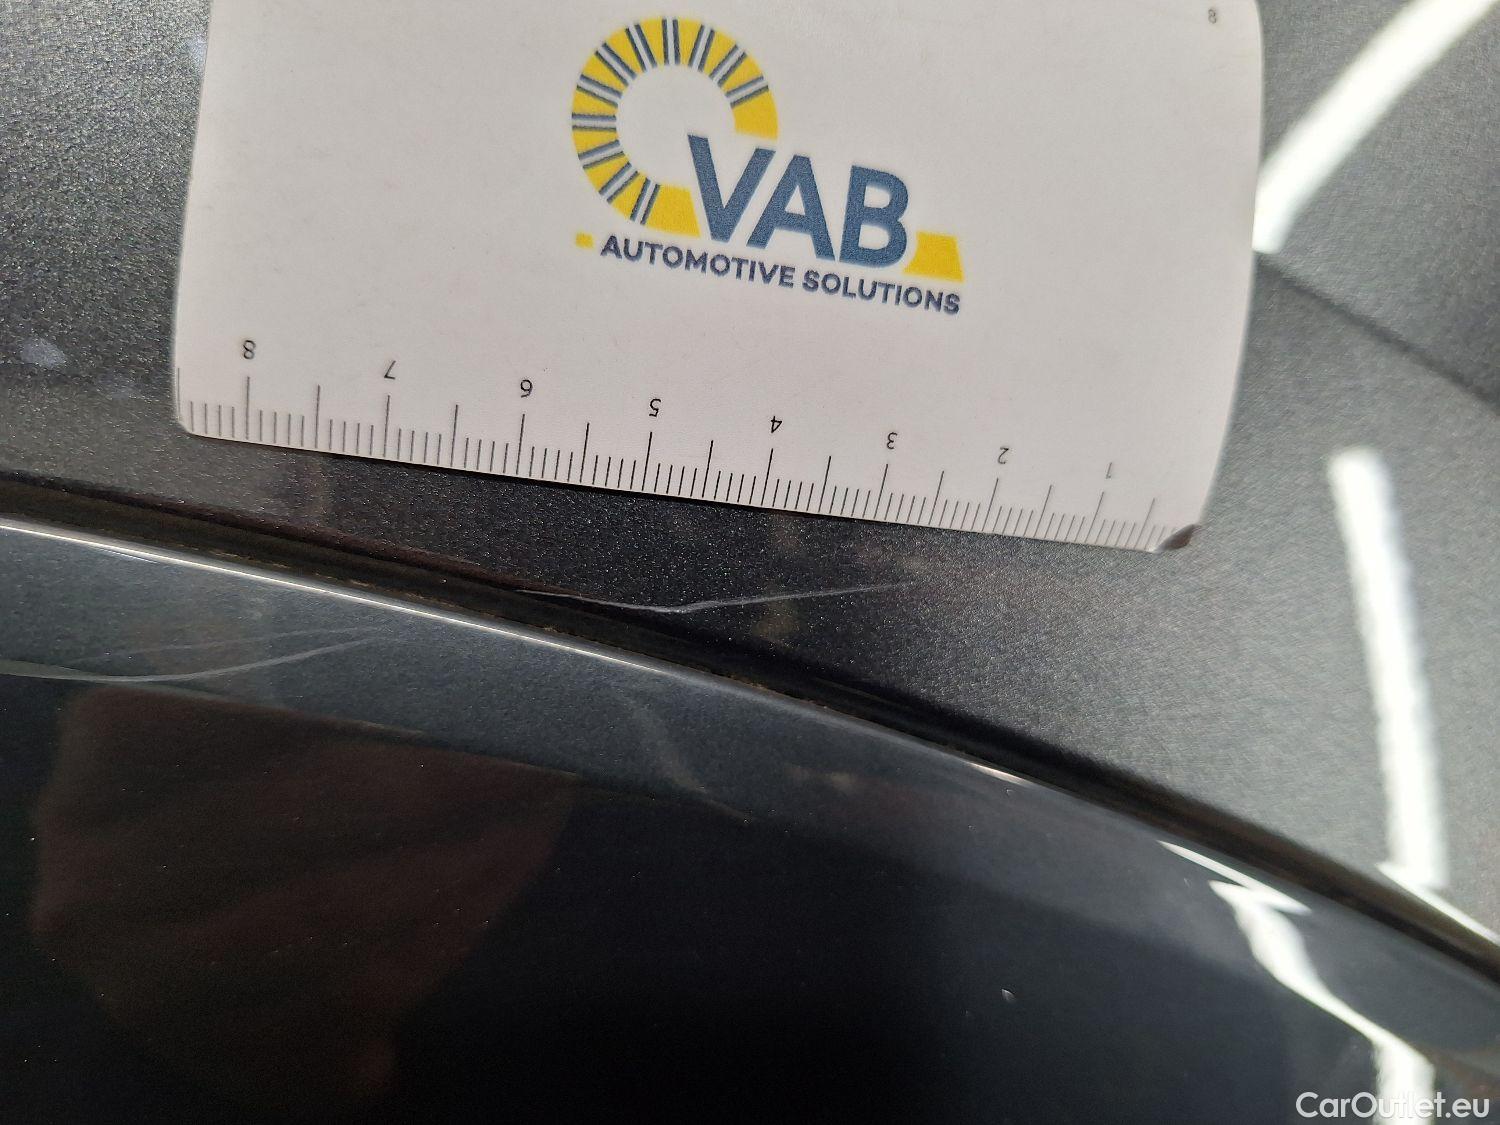 8
VAB
AUTOMOTIVE SOLUTIONS
8 7 6 5 4 3 2 1
CarOutlet.eu